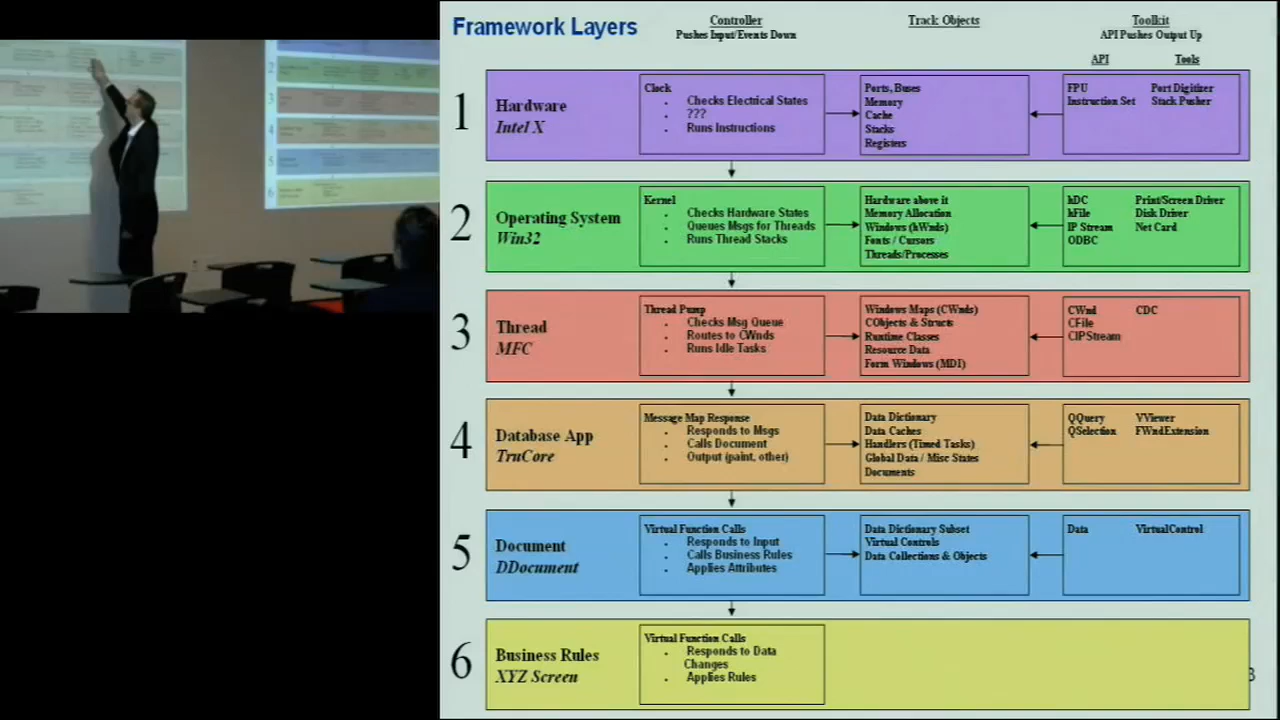 Framework Layers
Controller
Pushes Input/Events Down
Track Objects
Toolkit
API Pushes Output Up
API Tools
1
Hardware
Intel X
Clock
Checks Electrical States
???
Runs Instructions
Ports, Buses
Memory
Cache
Stacks
Registers
FPU Port Digitizer
Instruction Set Stack Pusher
2
Operating System
Win32
Kernel
Checks Hardware States
Queues Msgs for Threads
Runs Thread Stacks
Hardware above it
Memory Allocation
Windows (hWnds)
Fonts / Cursors
Threads/Processes
hDC Print/Screen Driver
hFile Disk Driver
IP Stream Net Card
ODBC
3
Thread
MFC
Thread Pump
Checks Msg Queue
Routes to CWnds
Runs Idle Tasks
Windows Maps (CWnds)
CObjects & Structs
Runtime Classes
Resource Data
Form Windows (MDI)
CWnd CDC
CFile
CIPStream
4
Database App
TruCore
Message Map Response
Responds to Msgs
Calls Document
Output (paint, other)
Data Dictionary
Data Caches
Handlers (Timed Tasks)
Global Data / Misc States
Documents
QQuery VViewer
QSelection FWndExtension
5
Document
DDocument
Virtual Function Calls
Responds to Input
Calls Business Rules
Applies Attributes
Data Dictionary Subset
Virtual Controls
Data Collections & Objects
Data VirtualControl
6
Business Rules
XYZ Screen
Virtual Function Calls
Responds to Data
Changes
Applies Rules
3